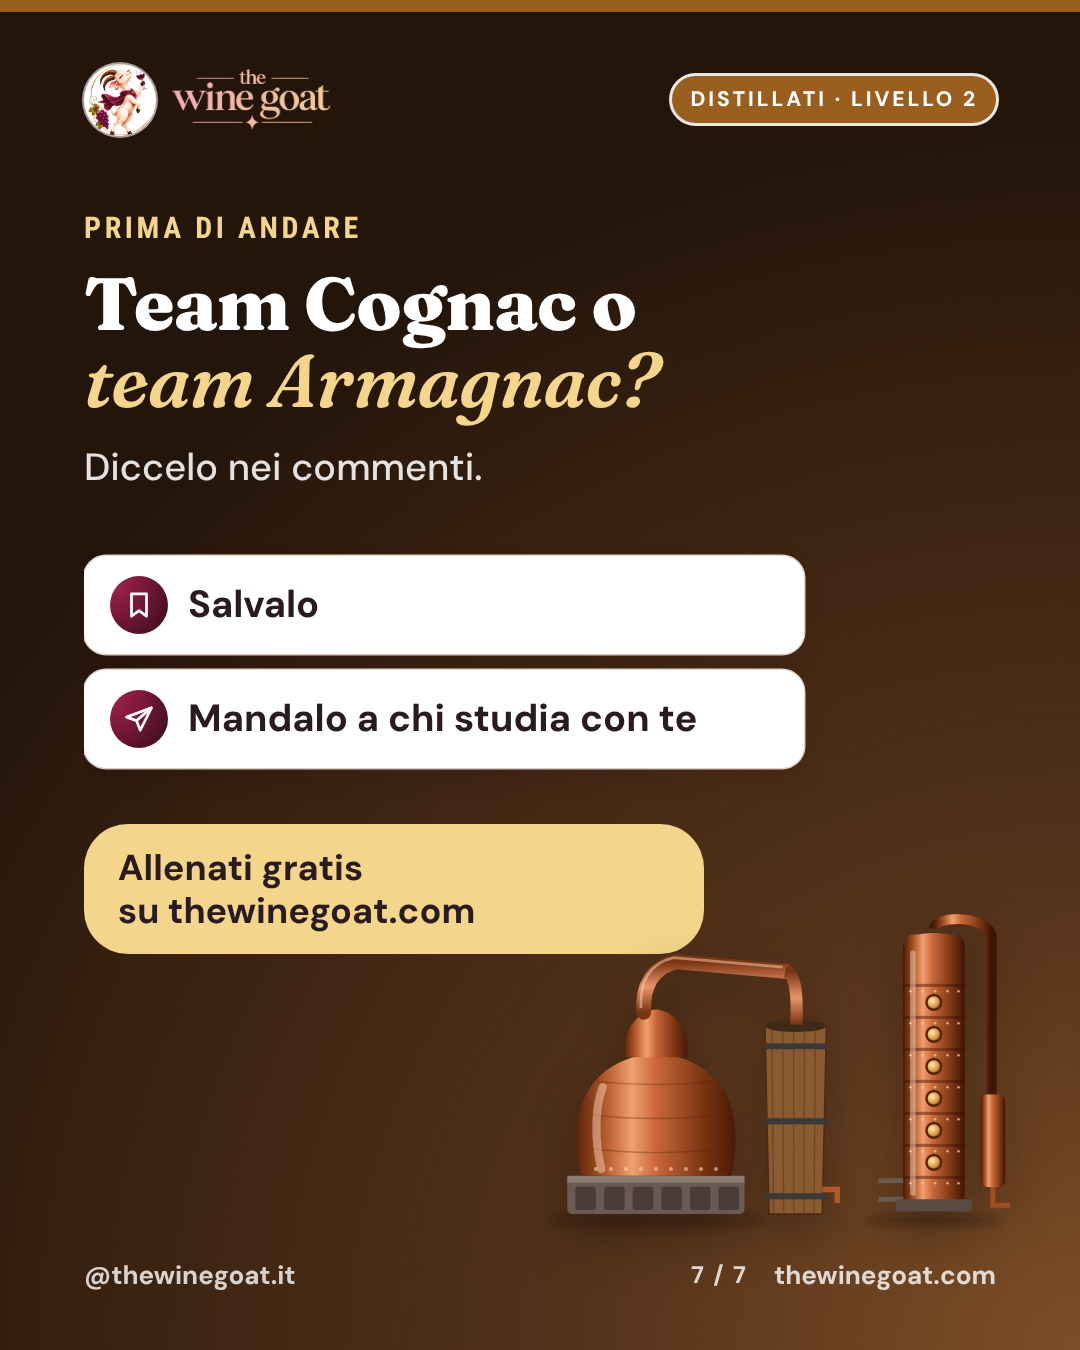 the
wine goat
DISTILLATI · LIVELLO 2
PRIMA DI ANDARE
Team Cognac o
team Armagnac?
Diccelo nei commenti.
Salvalo
Mandalo a chi studia con te
Allenati gratis
su thewinegoat.com
@thewinegoat.it
7 / 7
thewinegoat.com